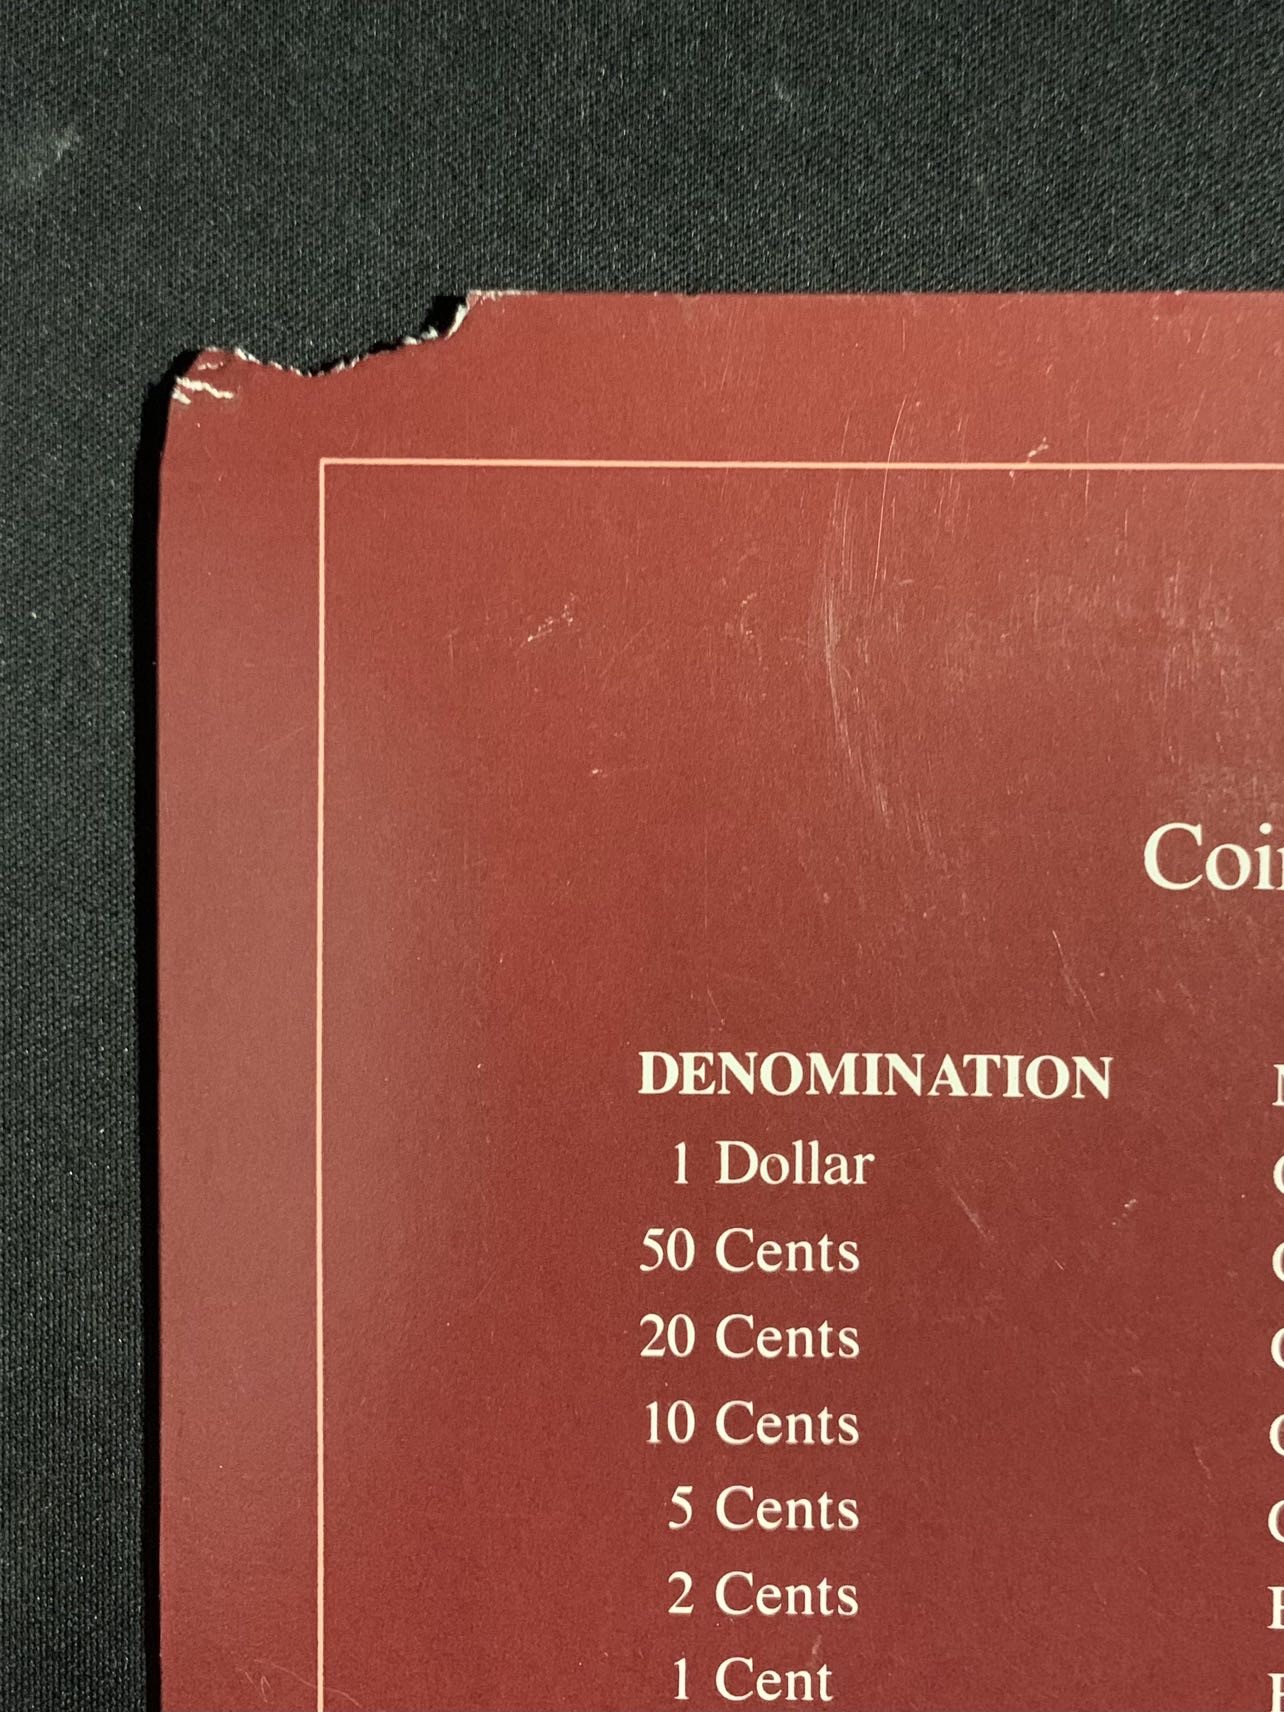 Coi
DENOMINATION
1 Dollar
50 Cents
20 Cents
10 Cents
5 Cents
2 Cents
1 Cent